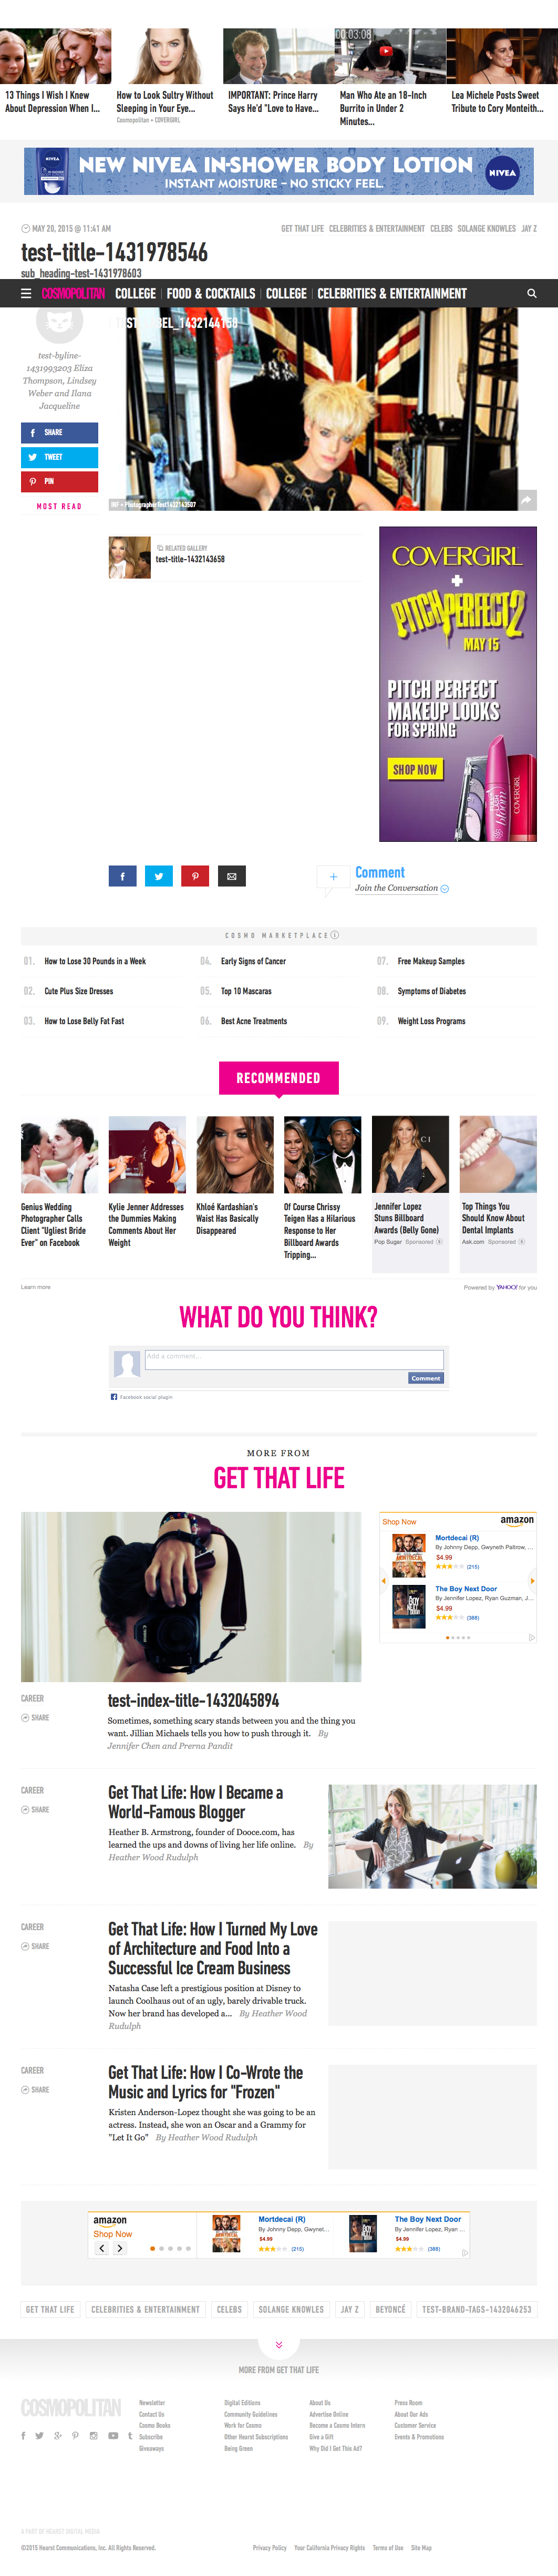 00:03:08
13 Things I Wish I Knew
About Depression When I...
How to Look Sultry Without
Sleeping in Your Eye...
Cosmopolitan + COVERGIRL
IMPORTANT: Prince Harry
Says He'd "Love to Have...
Man Who Ate an 18-Inch
Burrito in Under 2
Minutes...
Lea Michele Posts Sweet
Tribute to Cory Monteith...
NIVEA
NEW NIVEA IN-SHOWER BODY LOTION
INSTANT MOISTURE – NO STICKY FEEL.
NIVEA
MAY 20, 2015 @ 11:41 AM
GET THAT LIFE CELEBRITIES & ENTERTAINMENT CELEBS SOLANGE KNOWLES JAY Z
test-title-1431978546
sub_heading-test-1431978603
COSMOPOLITAN COLLEGE | FOOD & COCKTAILS | COLLEGE | CELEBRITIES & ENTERTAINMENT
test-byline-
1431993203 Eliza
Thompson, Lindsey
Weber and Ilana
Jacqueline
SHARE
TWEET
PIN
MOST READ
INF + PhotographerTest1432143507
RELATED GALLERY
test-title-1432143658
COVERGIRL
+
PITCH PERFECT 2
MAY 15
PITCH PERFECT
MAKEUP LOOKS
FOR SPRING
SHOP NOW
COVERGIRL
Comment
Join the Conversation
COSMO MARKETPLACE
01. How to Lose 30 Pounds in a Week
04. Early Signs of Cancer
07. Free Makeup Samples
02. Cute Plus Size Dresses
05. Top 10 Mascaras
08. Symptoms of Diabetes
03. How to Lose Belly Fat Fast
06. Best Acne Treatments
09. Weight Loss Programs
RECOMMENDED
Genius Wedding
Photographer Calls
Client "Ugliest Bride
Ever" on Facebook
Kylie Jenner Addresses
the Dummies Making
Comments About Her
Weight
Khloé Kardashian's
Waist Has Basically
Disappeared
Of Course Chrissy
Teigen Has a Hilarious
Response to Her
Billboard Awards
Tripping...
Jennifer Lopez
Stuns Billboard
Awards (Belly Gone)
Pop Sugar Sponsored
Top Things You
Should Know About
Dental Implants
Ask.com Sponsored
Learn more
Powered by YAHOO! for you
WHAT DO YOU THINK?
Add a comment...
Comment
Facebook social plugin
MORE FROM
GET THAT LIFE
Shop Now
amazon
Mortdecai (R)
By Johnny Depp, Gwyneth Paltrow, ...
$4.99
(215)
The Boy Next Door
By Jennifer Lopez, Ryan Guzman, J...
$4.99
(388)
CAREER
SHARE
test-index-title-1432045894
Sometimes, something scary stands between you and the thing you
want. Jillian Michaels tells you how to push through it. By
Jennifer Chen and Prerna Pandit
CAREER
SHARE
Get That Life: How I Became a
World-Famous Blogger
Heather B. Armstrong, founder of Dooce.com, has
learned the ups and downs of living her life online. By
Heather Wood Rudulph
CAREER
SHARE
Get That Life: How I Turned My Love
of Architecture and Food Into a
Successful Ice Cream Business
Natasha Case left a prestigious position at Disney to
launch Coolhaus out of an ugly, barely drivable truck.
Now her brand has developed a... By Heather Wood
Rudulph
CAREER
SHARE
Get That Life: How I Co-Wrote the
Music and Lyrics for "Frozen"
Kristen Anderson-Lopez thought she was going to be an
actress. Instead, she won an Oscar and a Grammy for
"Let It Go" By Heather Wood Rudulph
amazon
Shop Now
Mortdecai (R)
By Johnny Depp, Gwynet...
$4.99
(215)
The Boy Next Door
By Jennifer Lopez, Ryan ...
$4.99
(388)
GET THAT LIFE CELEBRITIES & ENTERTAINMENT CELEBS SOLANGE KNOWLES JAY Z BEYONCÉ TEST-BRAND-TAGS-1432046253
MORE FROM GET THAT LIFE
COSMOPOLITAN
Newsletter
Contact Us
Cosmo Books
Subscribe
Giveaways
Digital Editions
Community Guidelines
Work for Cosmo
Other Hearst Subscriptions
Being Green
About Us
Advertise Online
Become a Cosmo Intern
Give a Gift
Why Did I Get This Ad?
Press Room
About Our Ads
Customer Service
Events & Promotions
A PART OF HEARST DIGITAL MEDIA
©2015 Hearst Communications, Inc. All Rights Reserved.
Privacy Policy Your California Privacy Rights Terms of Use Site Map